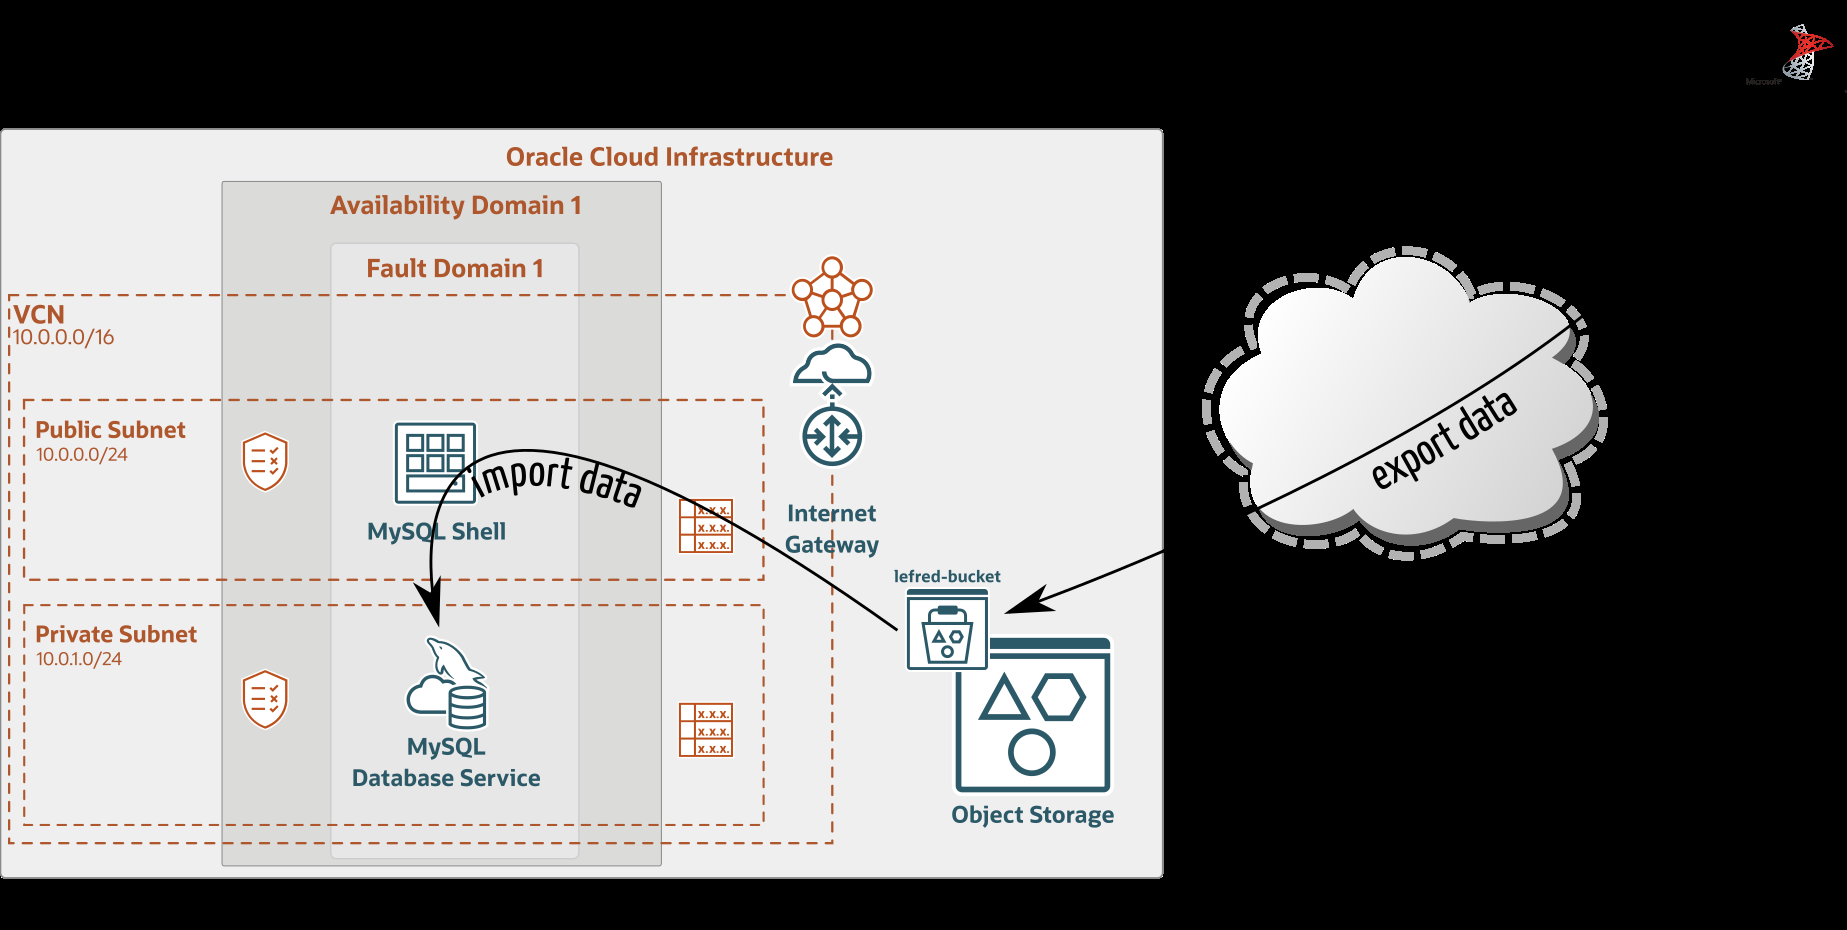 Microsoft®
Oracle Cloud Infrastructure
Availability Domain 1
Fault Domain 1
VCN
10.0.0.0/16
Public Subnet
10.0.0.0/24
MySQL Shell
import data
x.x.x.
x.x.x.
x.x.x.
Internet
Gateway
export data
lefred-bucket
Private Subnet
10.0.1.0/24
MySQL
Database Service
x.x.x.
x.x.x.
x.x.x.
Object Storage